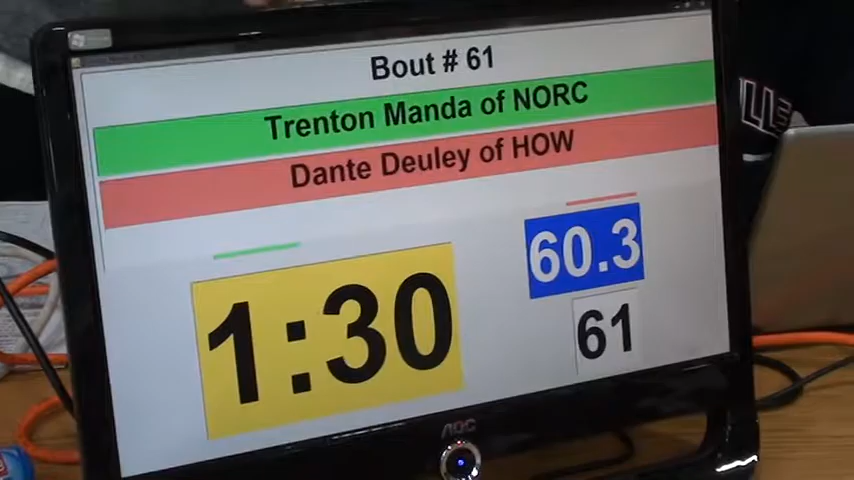 Bout # 61
Trenton Manda of NORC
Dante Deuley of HOW
1:30
60.3
61
AOC